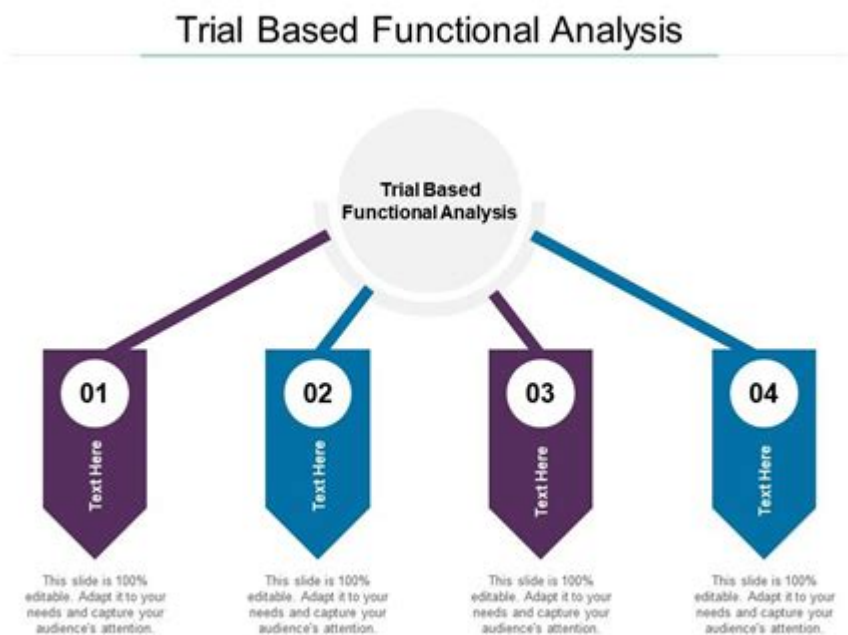 Trial Based Functional Analysis
Trial Based
Functional Analysis
01
02
03
04
Text Here
Text Here
Text Here
Text Here
This slide is 100%
editable. Adapt it to your
needs and capture your
audience's attention.
This slide is 100%
editable. Adapt it to your
needs and capture your
audience's attention.
This slide is 100%
editable. Adapt it to your
needs and capture your
audience's attention.
This slide is 100%
editable. Adapt it to your
needs and capture your
audience's attention.